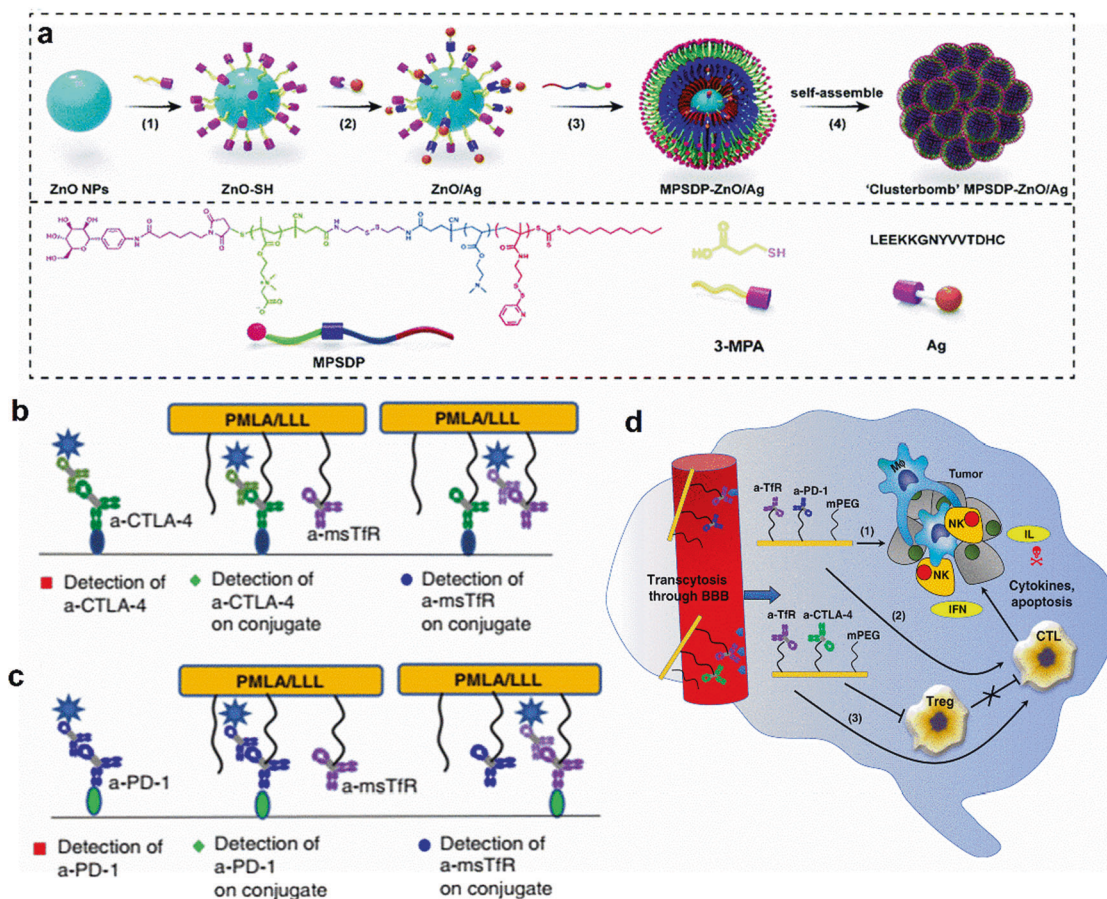 a
(1)
(2)
(3)
self-assemble
(4)
ZnO NPs
ZnO-SH
ZnO/Ag
MPSDP-ZnO/Ag
'Clusterbomb' MPSDP-ZnO/Ag
LEEKKGNYVVTDHC
HO
O
SH
MPSDP
3-MPA
Ag
b
PMLA/LLL
PMLA/LLL
a-CTLA-4
a-msTfR
Detection of
a-CTLA-4
Detection of
a-CTLA-4
on conjugate
Detection of
a-msTfR
on conjugate
c
PMLA/LLL
PMLA/LLL
a-PD-1
a-msTfR
Detection of
a-PD-1
Detection of
a-PD-1
on conjugate
Detection of
a-msTfR
on conjugate
d
a-TfR
a-PD-1
mPEG
(1)
Transcytosis
through BBB
a-TfR
a-CTLA-4
mPEG
(2)
(3)
Mφ
Tumor
NK
NK
IL
IFN
Cytokines,
apoptosis
CTL
Treg